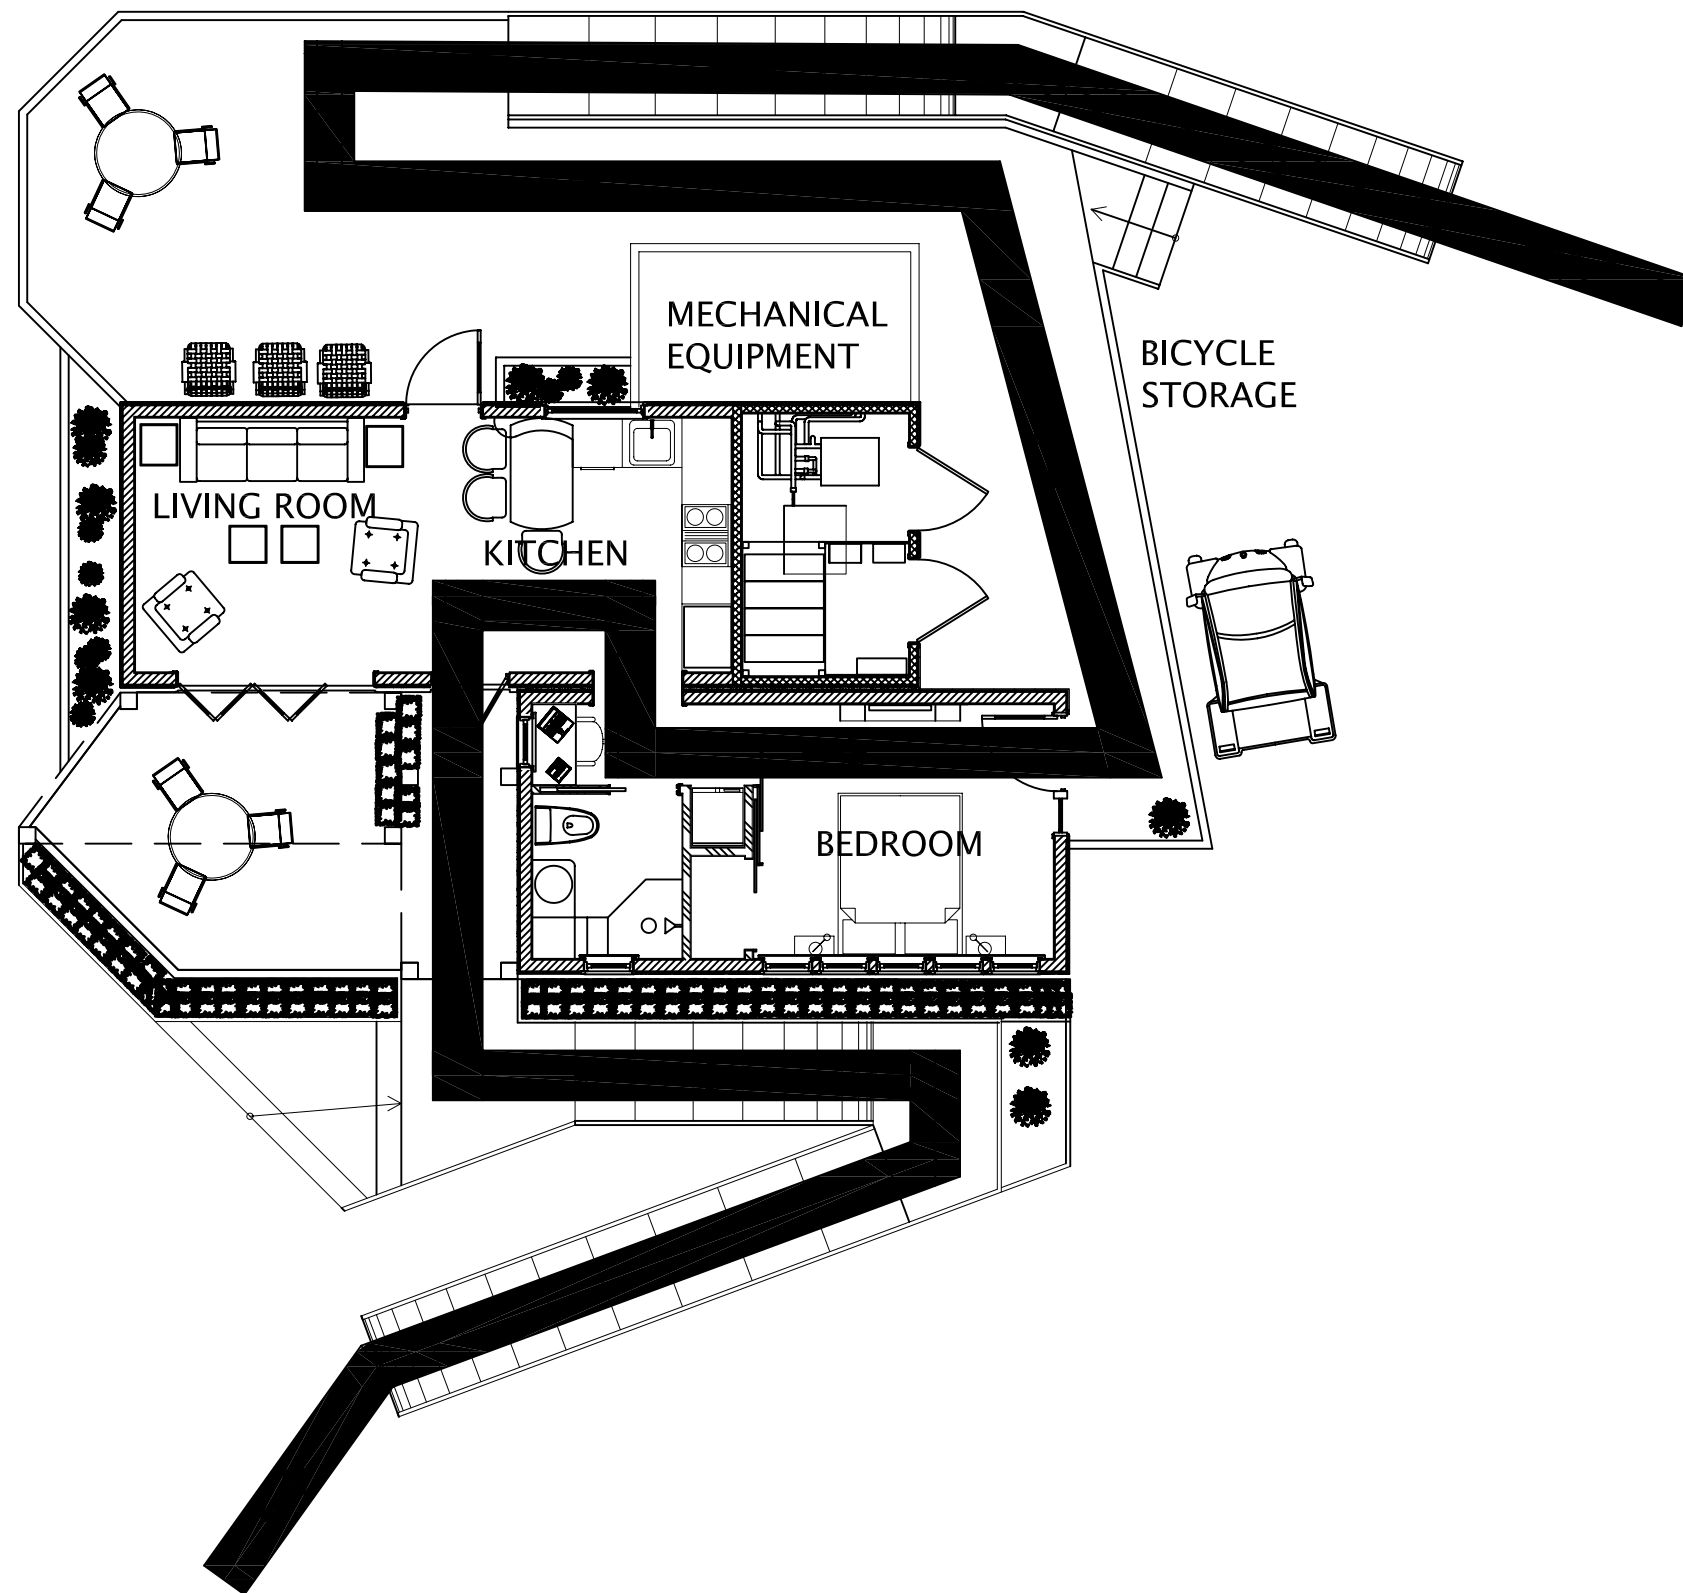 MECHANICAL
EQUIPMENT
BICYCLE
STORAGE
LIVING ROOM
KITCHEN
BEDROOM